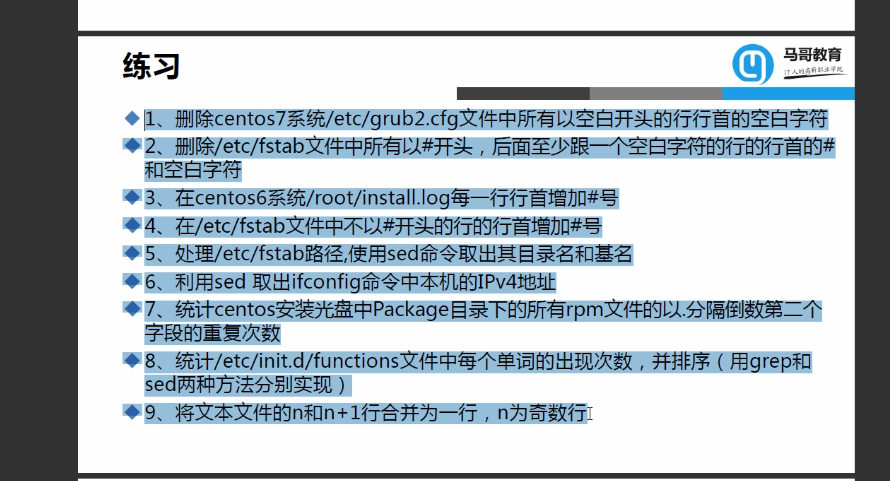 练习
马哥教育
IT人的高薪职业学院
1、删除centos7系统/etc/grub2.cfg文件中所有以空白开头的行行首的空白字符
2、删除/etc/fstab文件中所有以#开头，后面至少跟一个空白字符的行的行首的#
和空白字符
3、在centos6系统/root/install.log每一行行首增加#号
4、在/etc/fstab文件中不以#开头的行的行首增加#号
5、处理/etc/fstab路径,使用sed命令取出其目录名和基名
6、利用sed 取出ifconfig命令中本机的IPv4地址
7、统计centos安装光盘中Package目录下的所有rpm文件的以.分隔倒数第二个
字段的重复次数
8、统计/etc/init.d/functions文件中每个单词的出现次数，并排序（用grep和
sed两种方法分别实现）
9、将文本文件的n和n+1行合并为一行，n为奇数行